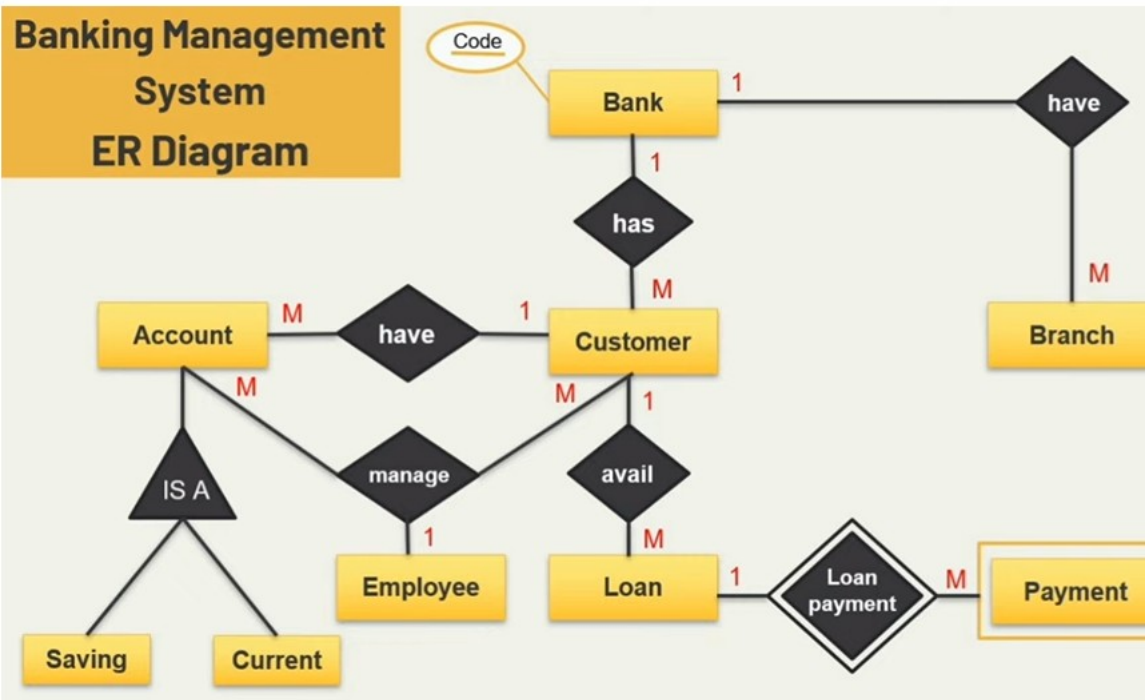 Banking Management
System
ER Diagram
Code
Bank
1
have
1
has
M
M
Account
M
have
1
Customer
Branch
M
M
1
IS A
manage
avail
1
M
Employee
Loan
1
Loan
payment
M
Payment
Saving
Current